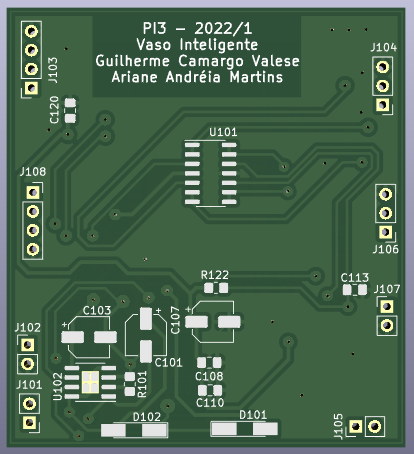 PI3 - 2022/1
Vaso Inteligente
Guilherme Camargo Valese
Ariane Andréia Martins
J103
J104
C120
U101
J108
J106
R122
C113
J107
C103
C107
J102
C101
C108
J101
U102
R101
C110
D102
D101
J105